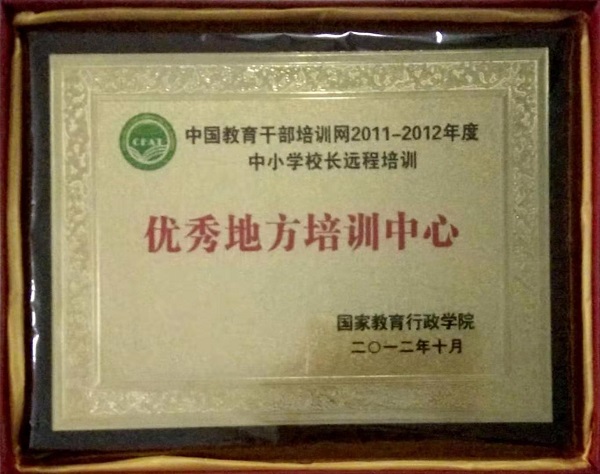 中国教育干部培训网2011-2012年度
中小学校长远程培训
优秀地方培训中心
国家教育行政学院
二〇一二年十月